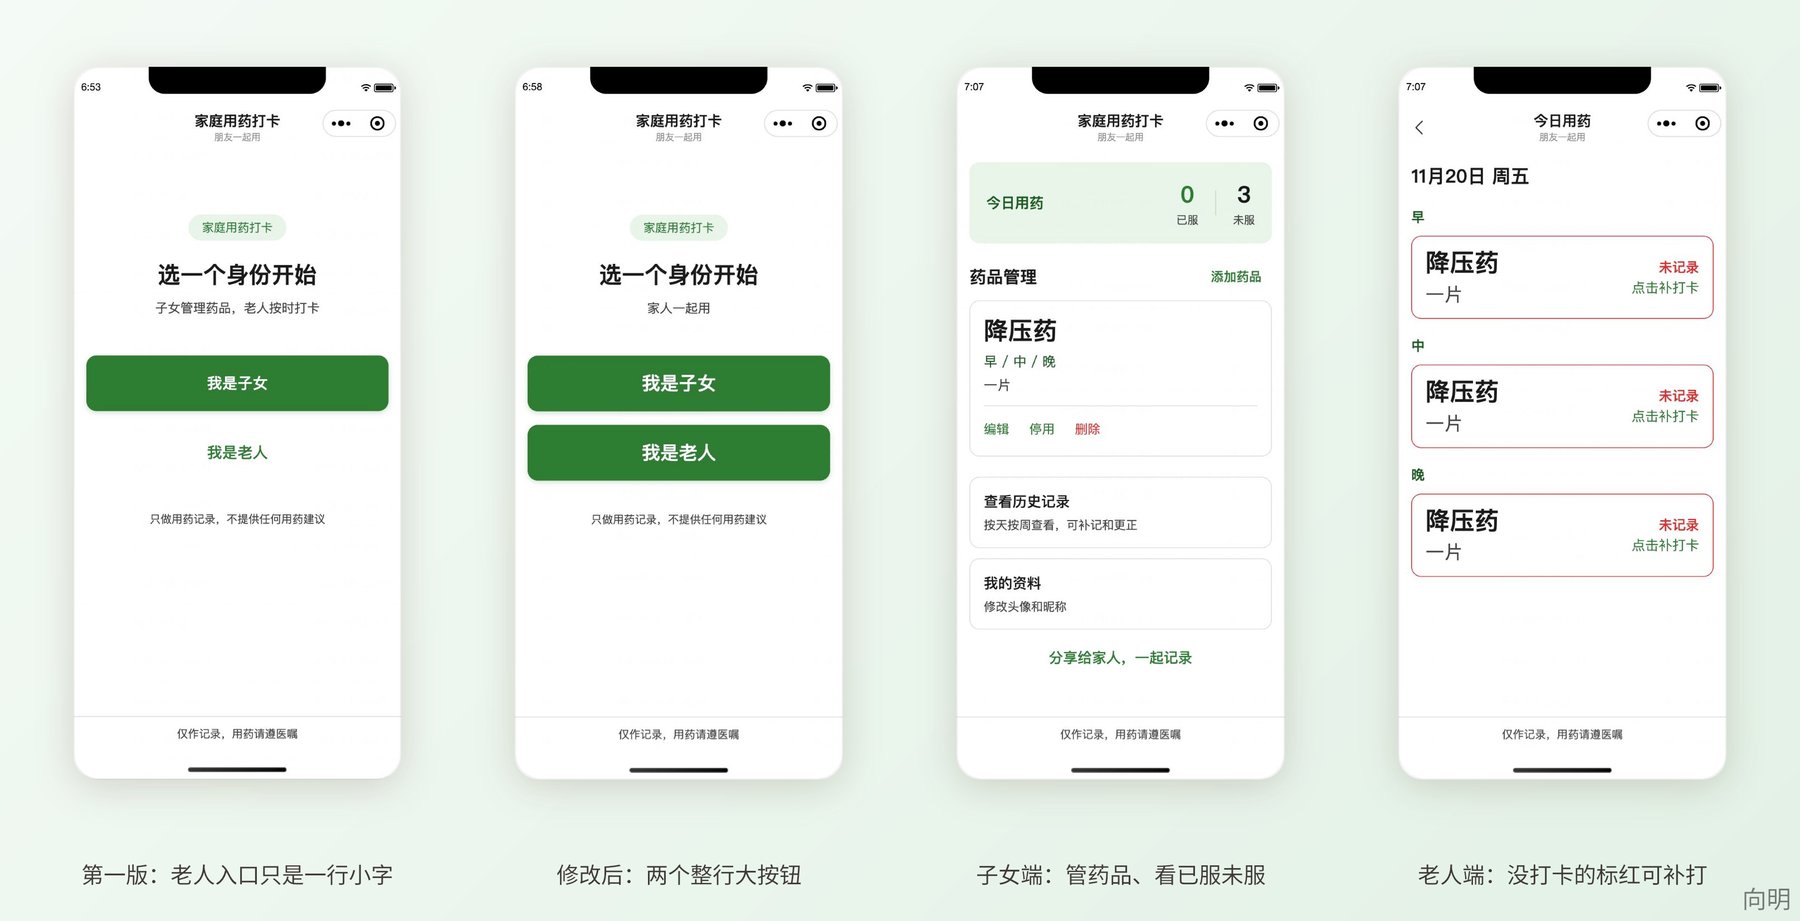 6:53
家庭用药打卡
朋友一起用
家庭用药打卡
选一个身份开始
子女管理药品，老人按时打卡
我是子女
我是老人
只做用药记录，不提供任何用药建议
仅作记录，用药请遵医嘱
第一版：老人入口只是一行小字
6:58
家庭用药打卡
朋友一起用
家庭用药打卡
选一个身份开始
家人一起用
我是子女
我是老人
只做用药记录，不提供任何用药建议
仅作记录，用药请遵医嘱
修改后：两个整行大按钮
7:07
家庭用药打卡
朋友一起用
今日用药
0
已服
3
未服
药品管理
添加药品
降压药
早 / 中 / 晚
一片
编辑 停用 删除
查看历史记录
按天按周查看，可补记和更正
我的资料
修改头像和昵称
分享给家人，一起记录
仅作记录，用药请遵医嘱
子女端：管药品、看已服未服
7:07
今日用药
朋友一起用
11月20日 周五
早
降压药
一片
未记录
点击补打卡
中
降压药
一片
未记录
点击补打卡
晚
降压药
一片
未记录
点击补打卡
仅作记录，用药请遵医嘱
老人端：没打卡的标红可补打
向明